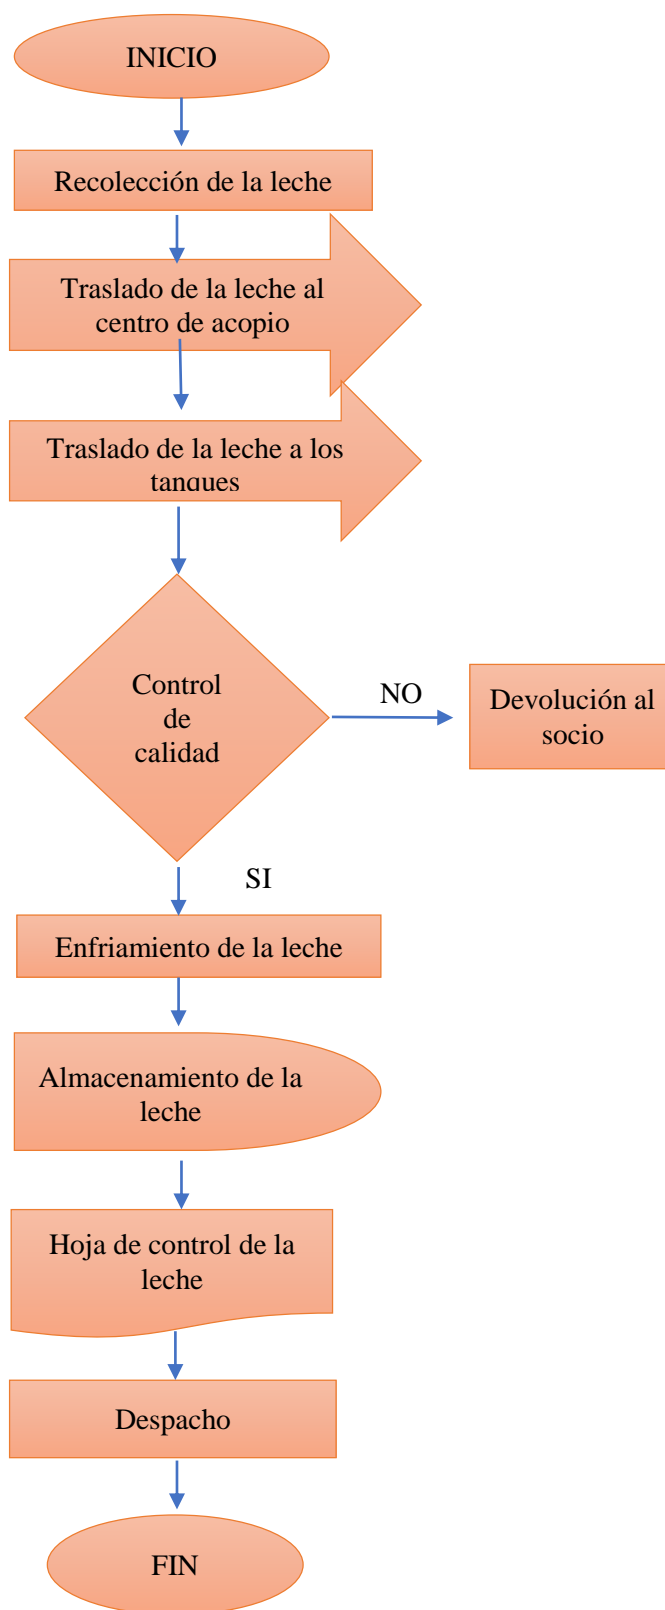 INICIO
Recolección de la leche
Traslado de la leche al
centro de acopio
Traslado de la leche a los
tanques
Control
de
calidad
NO
Devolución al
socio
SI
Enfriamiento de la leche
Almacenamiento de la
leche
Hoja de control de la
leche
Despacho
FIN